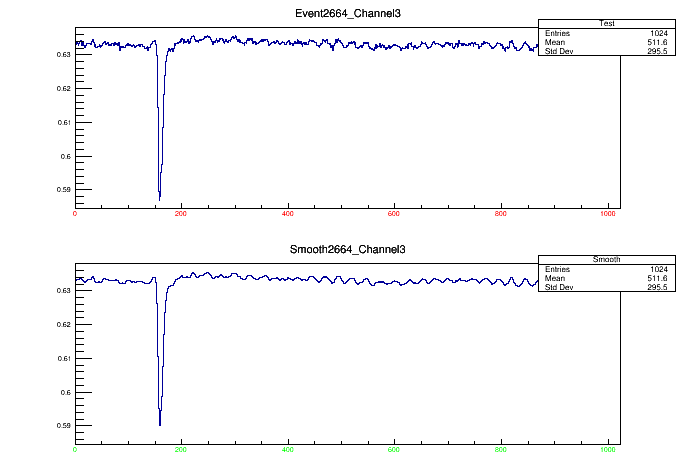 Event2664_Channel3
Test
Entries 1024
Mean 511.6
Std Dev 295.5
0.63
0.62
0.61
0.6
0.59
0 200 400 600 800 1000
Smooth2664_Channel3
Smooth
Entries 1024
Mean 511.6
Std Dev 295.5
0.63
0.62
0.61
0.6
0.59
0 200 400 600 800 1000